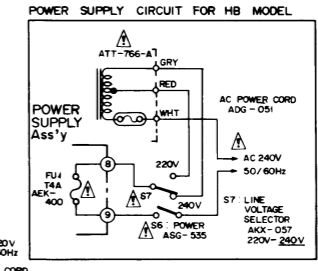 POWER SUPPLY CIRCUIT FOR HB MODEL
ATT-766-A
GRY
RED
WHT
AC POWER CORD
ADG-051
POWER
SUPPLY
Ass'y
220V
AC 240V
50/60Hz
8
FU1
T4A
AEK-
400
S7
240V
S7: LINE
VOLTAGE
SELECTOR
AKX-057
220V-240V
9
S6: POWER
ASG-535